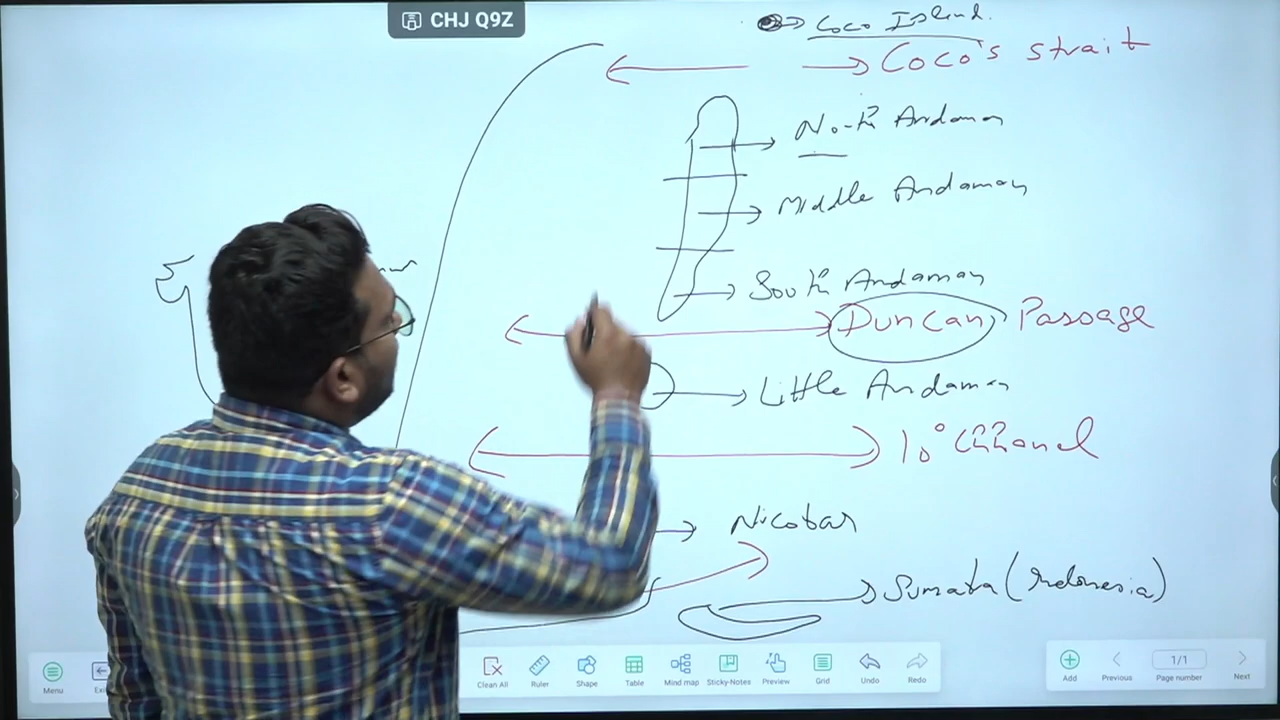 CHJ Q9Z
Coco Island.
Coco's strait
North Andaman
Middle Andaman
South Andaman
Duncan Passage
Little Andaman
10° Channel
Nicobar
Sumatra (Indonesia)
Menu
Clean All Ruler Shape Table Mind map Sticky-Notes Preview Grid Undo Redo
Add Previous 1/1 Page number Next